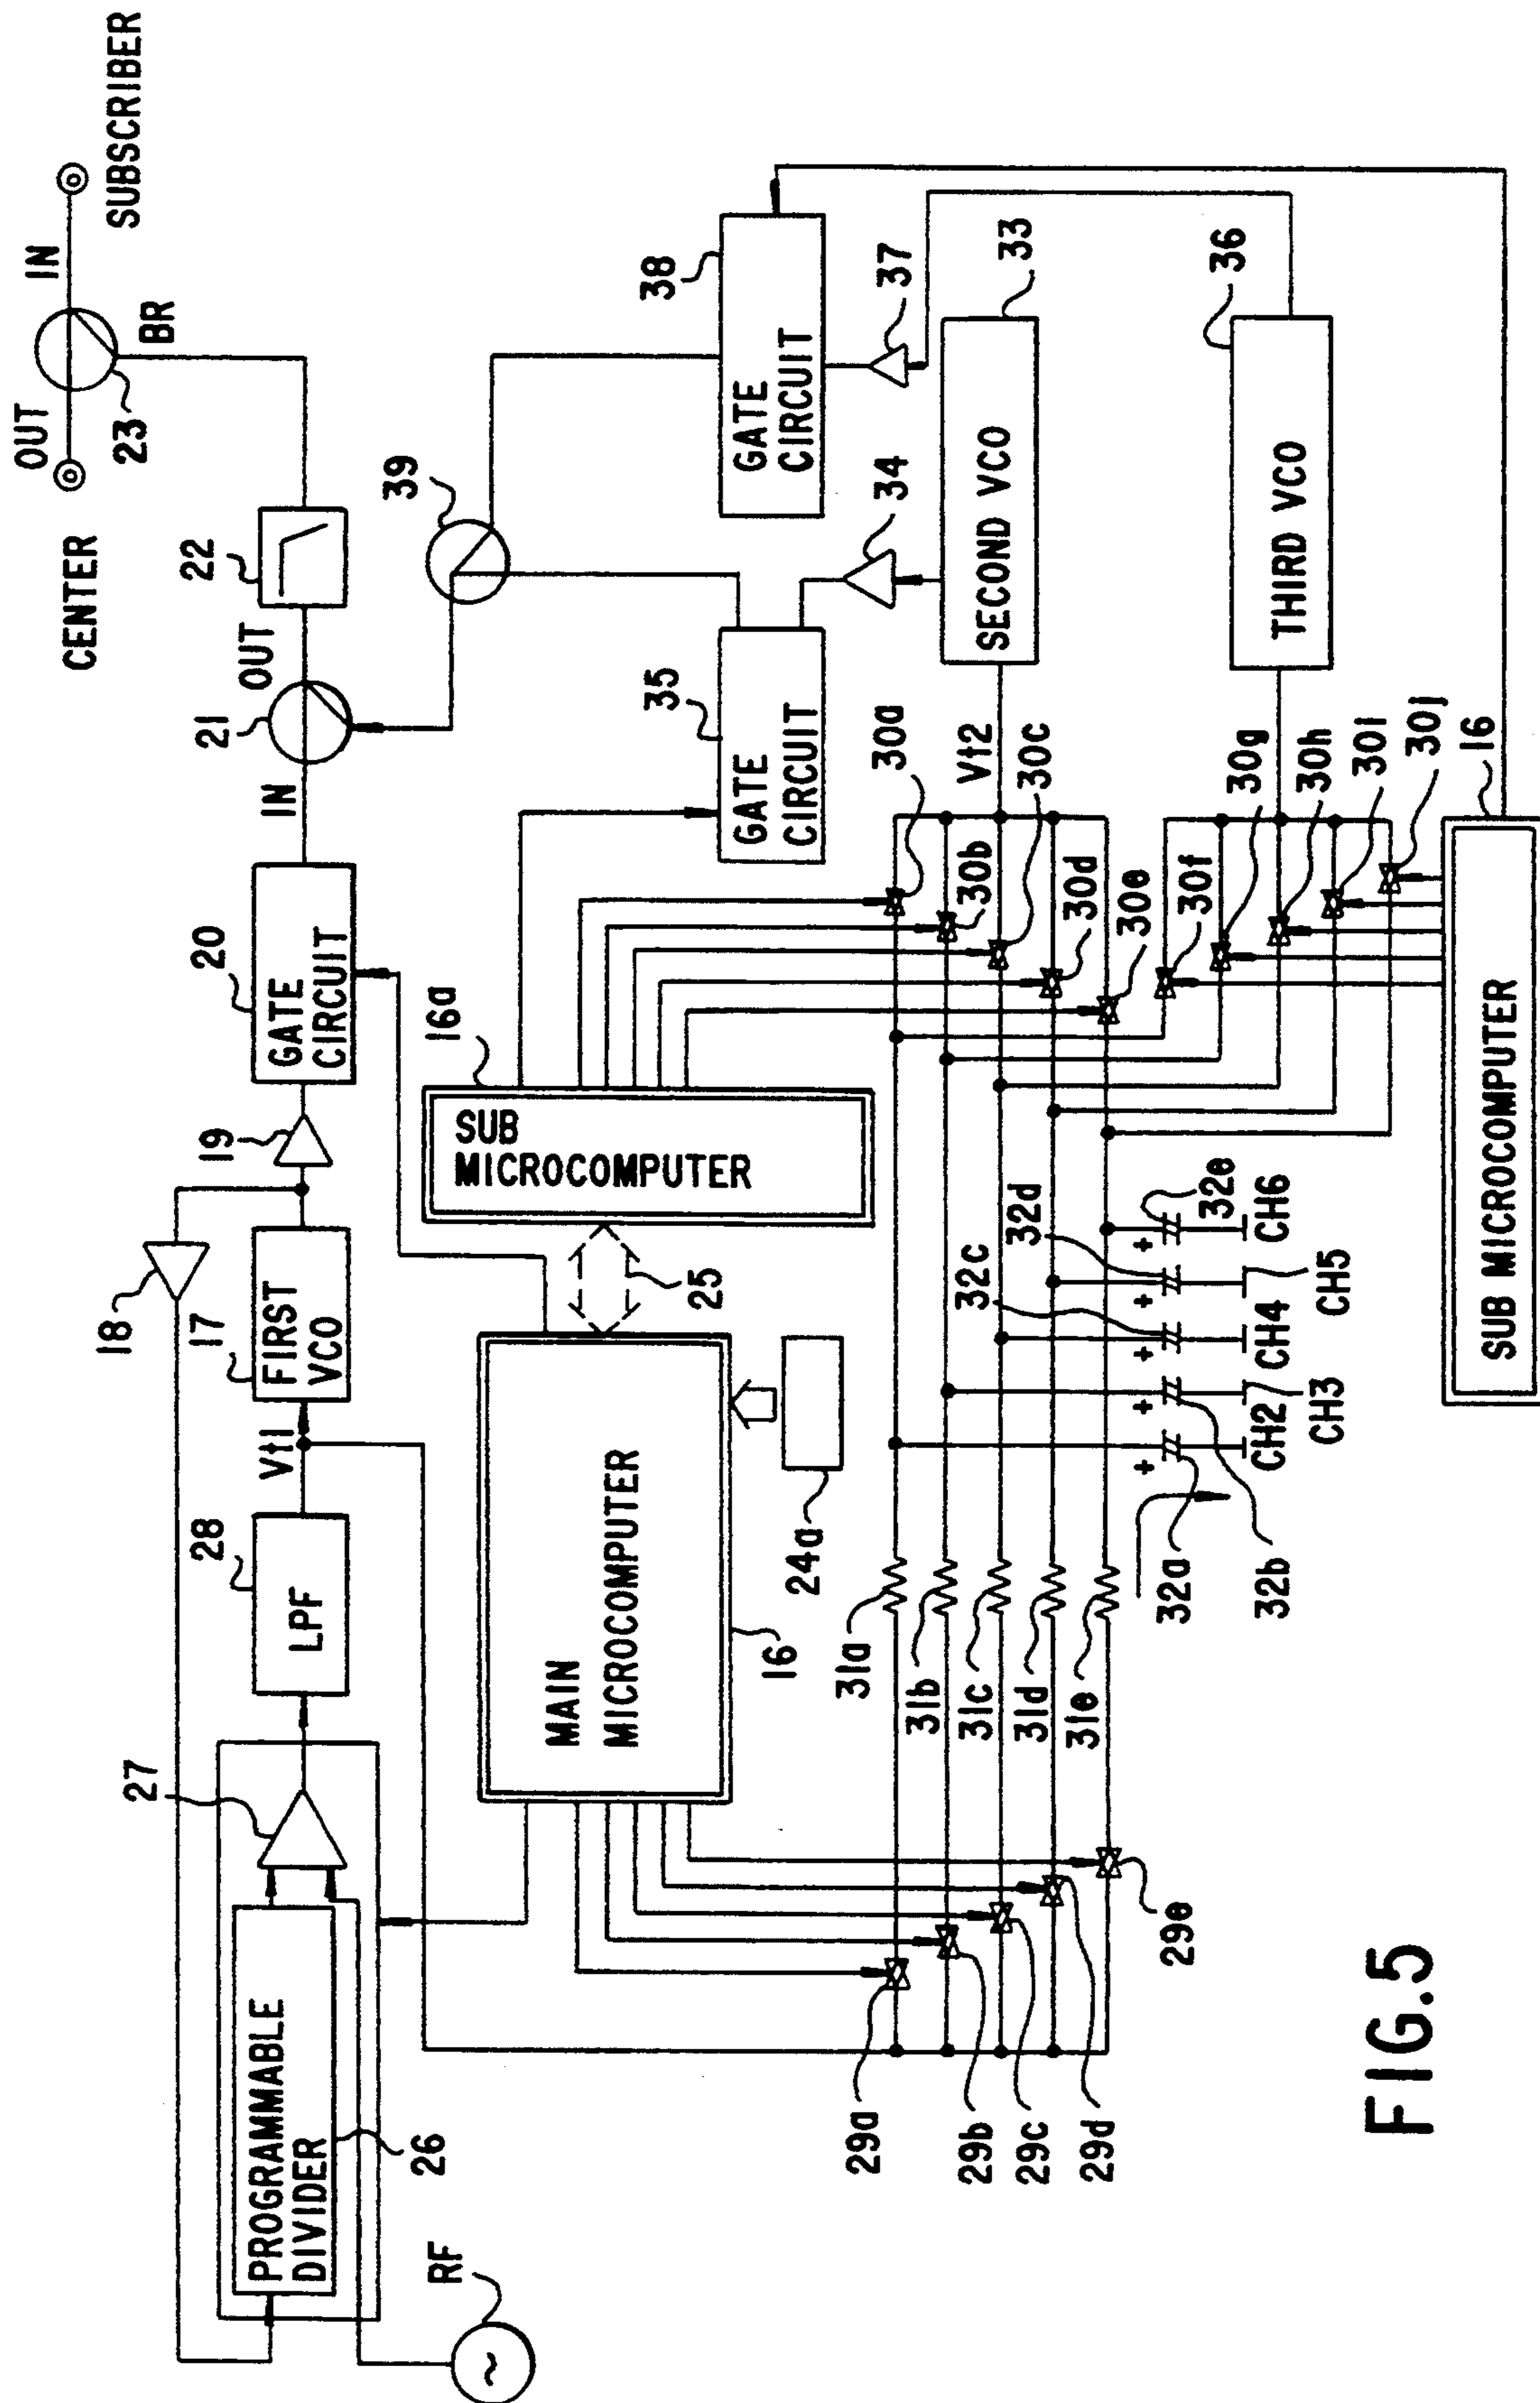 OUT
IN
SUBSCRIBER
CENTER
23
BR
22
OUT
21
IN
39
20
GATE
CIRCUIT
19
18
17
FIRST
VCO
Vt1
28
LPF
27
PROGRAMMABLE
DIVIDER
26
RF
38
GATE
CIRCUIT
37
34
35
GATE
CIRCUIT
33
SECOND VCO
36
THIRD VCO
16a
SUB
MICROCOMPUTER
25
MAIN
MICROCOMPUTER
16
24a
Vt2
30a
30b
30c
30d
30e
30f
30g
30h
30i
30j
16
SUB MICROCOMPUTER
31a
31b
31c
31d
31e
32a
32b
32c
32d
32e
+
+
+
+
+
CH2
CH3
CH4
CH5
CH6
29a
29b
29c
29d
29e
FIG.5